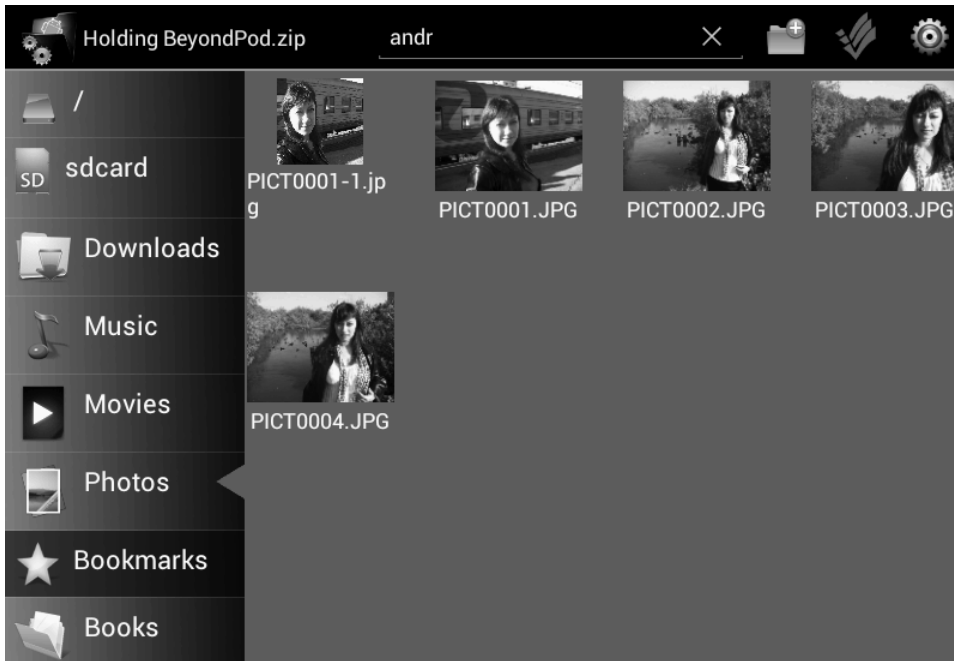 Holding BeyondPod.zip
andr
/
SD
sdcard
Downloads
Music
Movies
Photos
Bookmarks
Books
PICT0001-1.jp
g
PICT0001.JPG
PICT0002.JPG
PICT0003.JPG
PICT0004.JPG